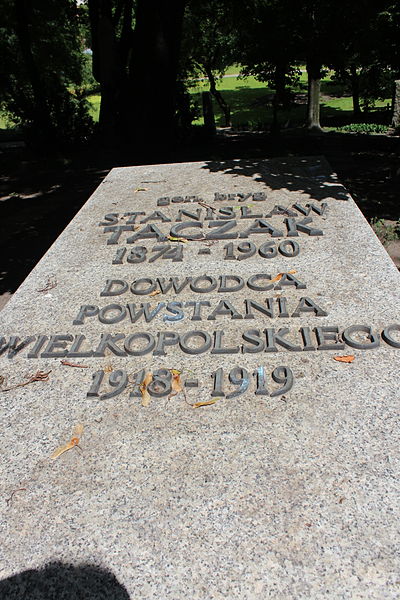 gen. bryg
STANISŁAW
TACZAK
1874 - 1960
DOWÓDCA
POWSTANIA
WIELKOPOLSKIEGO
1918 - 1919